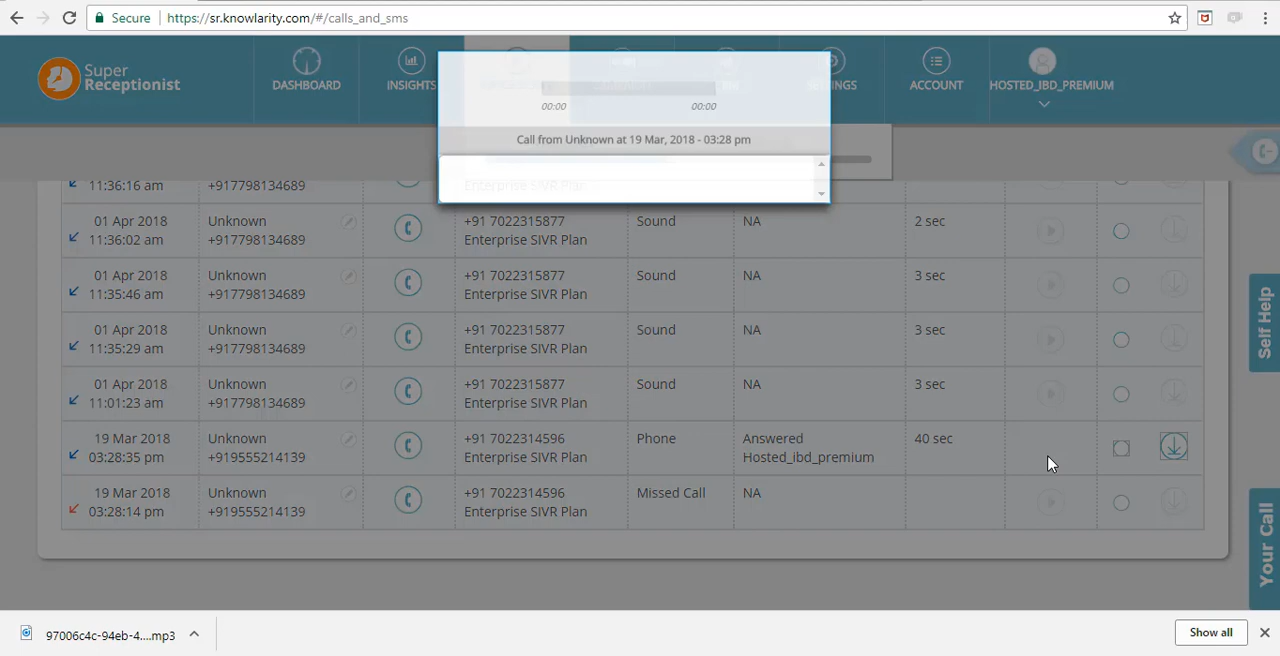 Secure
https://sr.knowlarity.com/#/calls_and_sms
Super
Receptionist
DASHBOARD
INSIGHTS
ACCOUNT
HOSTED_IBD_PREMIUM
00:00
00:00
Call from Unknown at 19 Mar, 2018 - 03:28 pm
11:36:16 am
+917798134689
Enterprise SIVR Plan
01 Apr 2018
Unknown
+91 7022315877
Sound
NA
2 sec
11:36:02 am
+917798134689
Enterprise SIVR Plan
01 Apr 2018
Unknown
+91 7022315877
Sound
NA
3 sec
11:35:46 am
+917798134689
Enterprise SIVR Plan
01 Apr 2018
Unknown
+91 7022315877
Sound
NA
3 sec
11:35:29 am
+917798134689
Enterprise SIVR Plan
01 Apr 2018
Unknown
+91 7022315877
Sound
NA
3 sec
11:01:23 am
+917798134689
Enterprise SIVR Plan
19 Mar 2018
Unknown
+91 7022314596
Phone
Answered
40 sec
03:28:35 pm
+919555214139
Enterprise SIVR Plan
Hosted_ibd_premium
19 Mar 2018
Unknown
+91 7022314596
Missed Call
NA
03:28:14 pm
+919555214139
Enterprise SIVR Plan
Self Help
Your Call
97006c4c-94eb-4....mp3
Show all